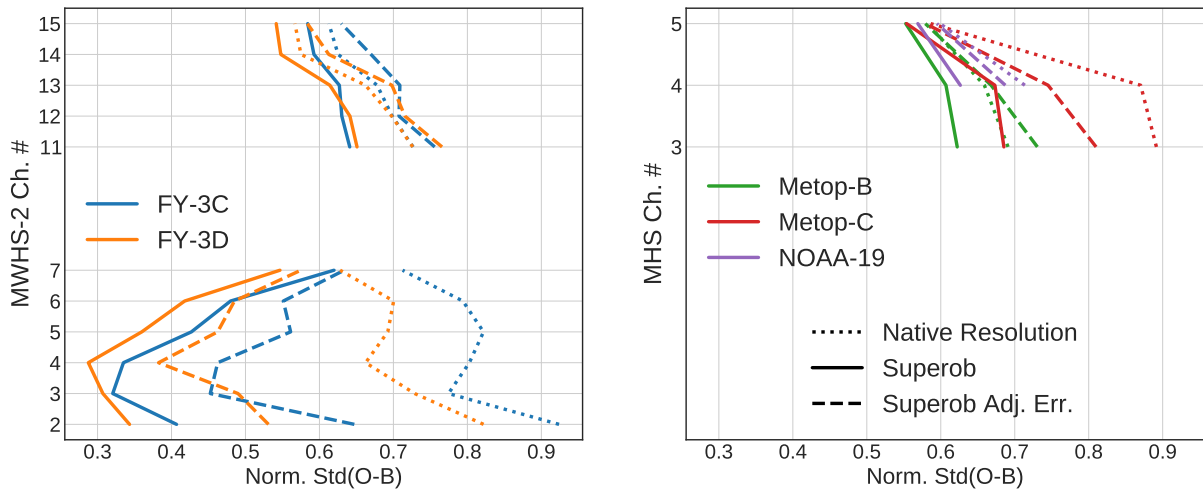 15
14
13
12
11
7
6
5
4
3
2
MWHS-2 Ch. #
FY-3C
FY-3D
0.3 0.4 0.5 0.6 0.7 0.8 0.9
Norm. Std(O-B)
5
4
3
MHS Ch. #
Metop-B
Metop-C
NOAA-19
Native Resolution
Superob
Superob Adj. Err.
0.3 0.4 0.5 0.6 0.7 0.8 0.9
Norm. Std(O-B)